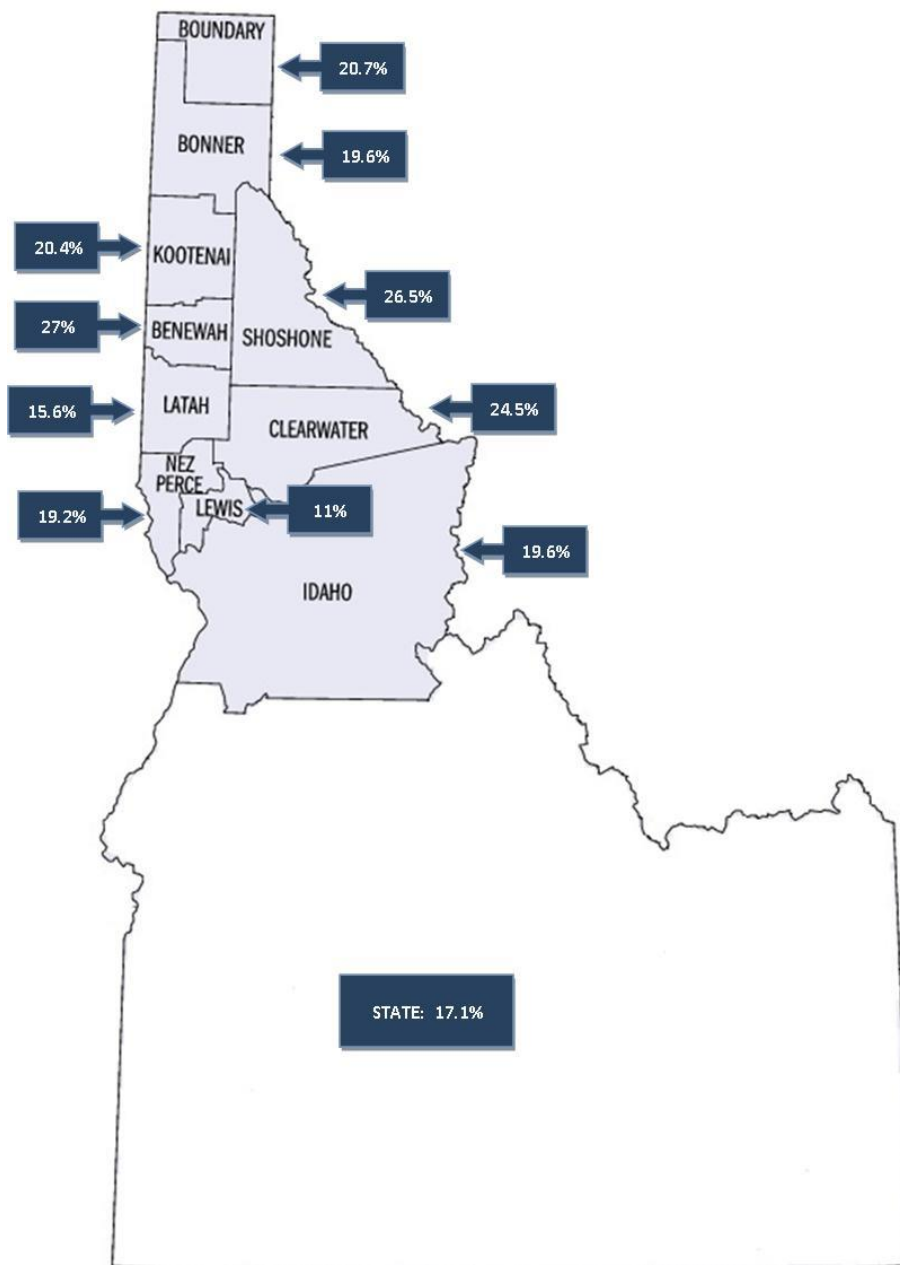 BOUNDARY
20.7%
BONNER
19.6%
20.4%
KOOTENAI
26.5%
27%
BENEWAH
SHOSHONE
15.6%
LATAH
24.5%
CLEARWATER
NEZ
PERCE
19.2%
LEWIS
11%
19.6%
IDAHO
STATE: 17.1%